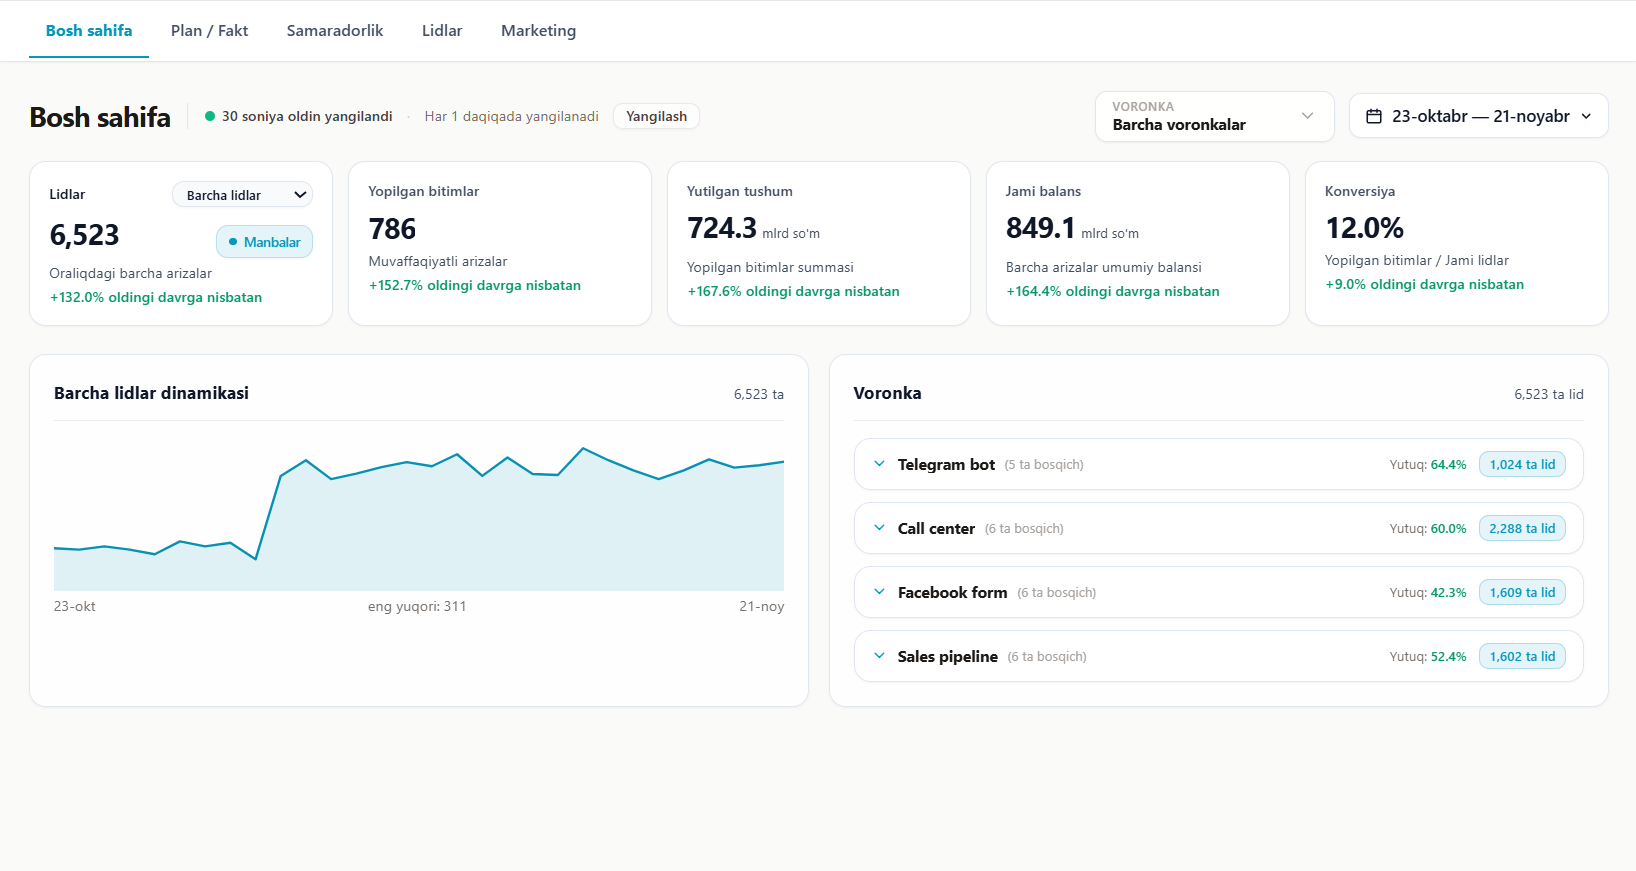 Bosh sahifa
Plan / Fakt
Samaradorlik
Lidlar
Marketing
Bosh sahifa
30 soniya oldin yangilandi
·
Har 1 daqiqada yangilanadi
Yangilash
VORONKA
Barcha voronkalar
23-oktabr — 21-noyabr
Lidlar
Barcha lidlar
6,523
Manbalar
Oraliqdagi barcha arizalar
+132.0% oldingi davrga nisbatan
Yopilgan bitimlar
786
Muvaffaqiyatli arizalar
+152.7% oldingi davrga nisbatan
Yutilgan tushum
724.3 mlrd so'm
Yopilgan bitimlar summasi
+167.6% oldingi davrga nisbatan
Jami balans
849.1 mlrd so'm
Barcha arizalar umumiy balansi
+164.4% oldingi davrga nisbatan
Konversiya
12.0%
Yopilgan bitimlar / Jami lidlar
+9.0% oldingi davrga nisbatan
Barcha lidlar dinamikasi
6,523 ta
23-okt
eng yuqori: 311
21-noy
Voronka
6,523 ta lid
Telegram bot (5 ta bosqich)
Yutuq: 64.4%
1,024 ta lid
Call center (6 ta bosqich)
Yutuq: 60.0%
2,288 ta lid
Facebook form (6 ta bosqich)
Yutuq: 42.3%
1,609 ta lid
Sales pipeline (6 ta bosqich)
Yutuq: 52.4%
1,602 ta lid